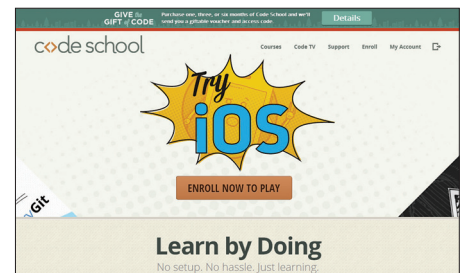 GIVE the
GIFT of CODE
Purchase one, three, or six months of Code School and we'll
send you a giftable voucher and access code.
Details
c<>de school
Courses
Code TV
Support
Enroll
My Account
Try
iOS
ENROLL NOW TO PLAY
Git
Learn by Doing
No setup. No hassle. Just learning.